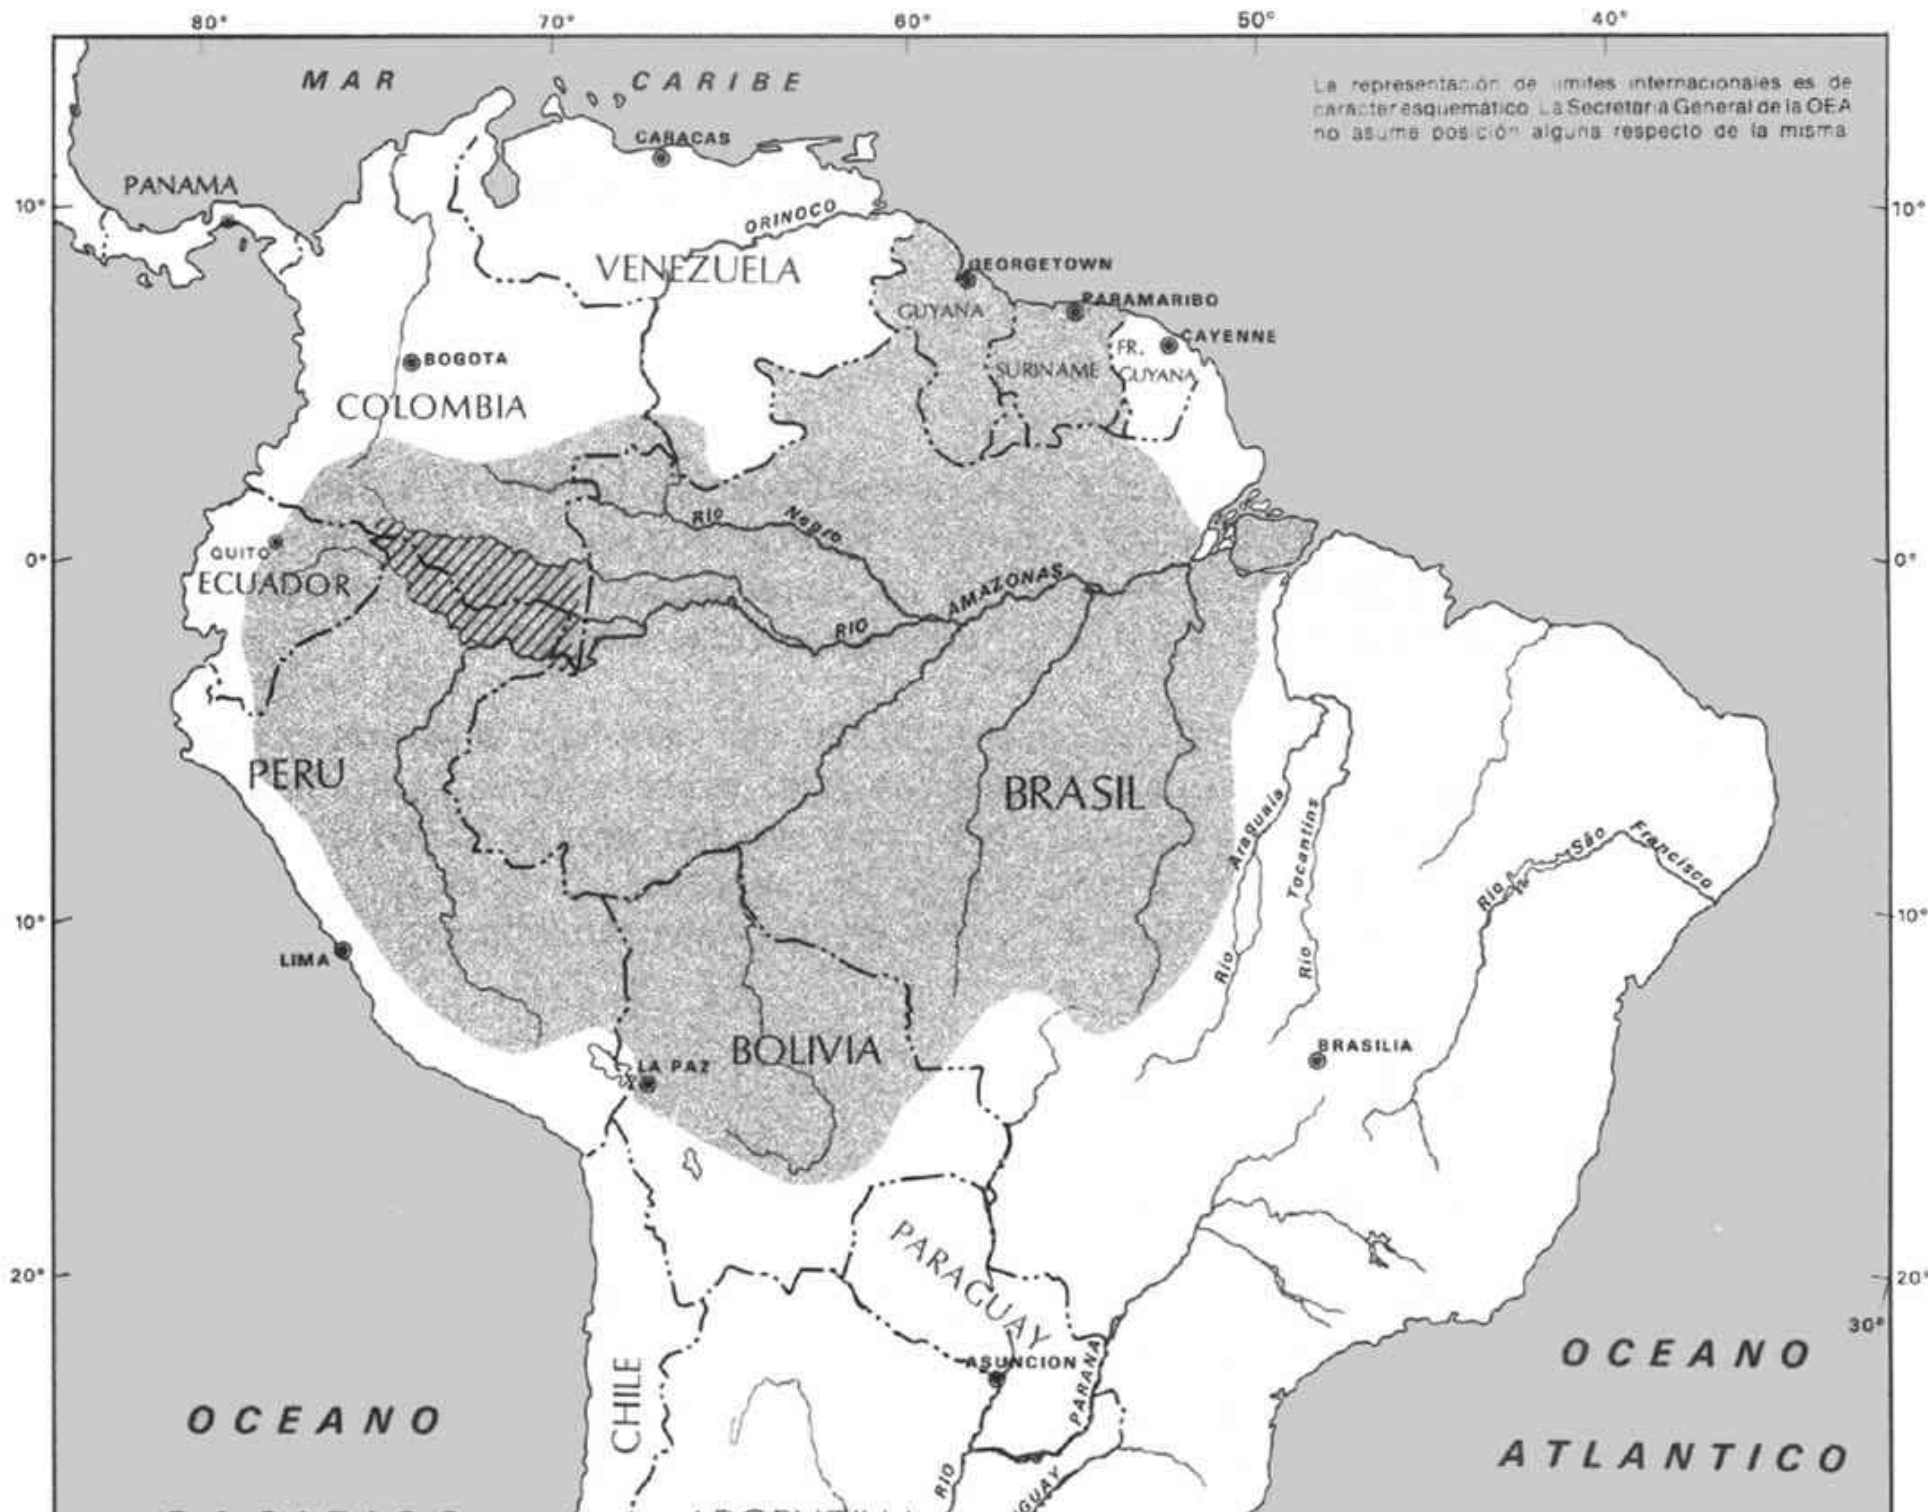 80° 70° 60° 50° 40°
MAR CARIBE
La representación de límites internacionales es de
caracter esquemático. La Secretaría General de la OEA
no asume posición alguna respecto de la misma
CARACAS
PANAMA
10° 10°
ORINOCO
VENEZUELA
GEORGETOWN
PARAMARIBO
GUYANA
CAYENNE
FR.
GUYANA
SURINAME
BOGOTA
COLOMBIA
Rio Negro
QUITO
0° 0°
ECUADOR
RIO AMAZONAS
PERU
BRASIL
Rio Araguaia
Rio Tocantins
Rio São Francisco
10° 10°
LIMA
BOLIVIA
LA PAZ
BRASILIA
PARAGUAY
20° 20°
30°
ASUNCION
PARANA
CHILE
OCEANO
OCEANO
ATLANTICO
RIO